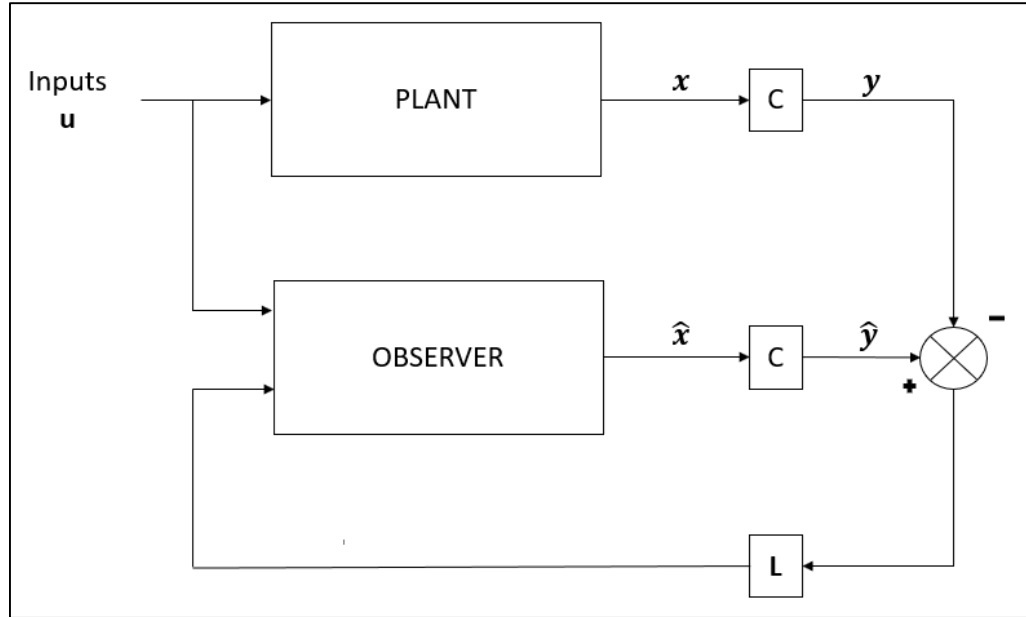 Inputs
u
PLANT
x
C
y
-
OBSERVER
x̂
C
ŷ
+
L